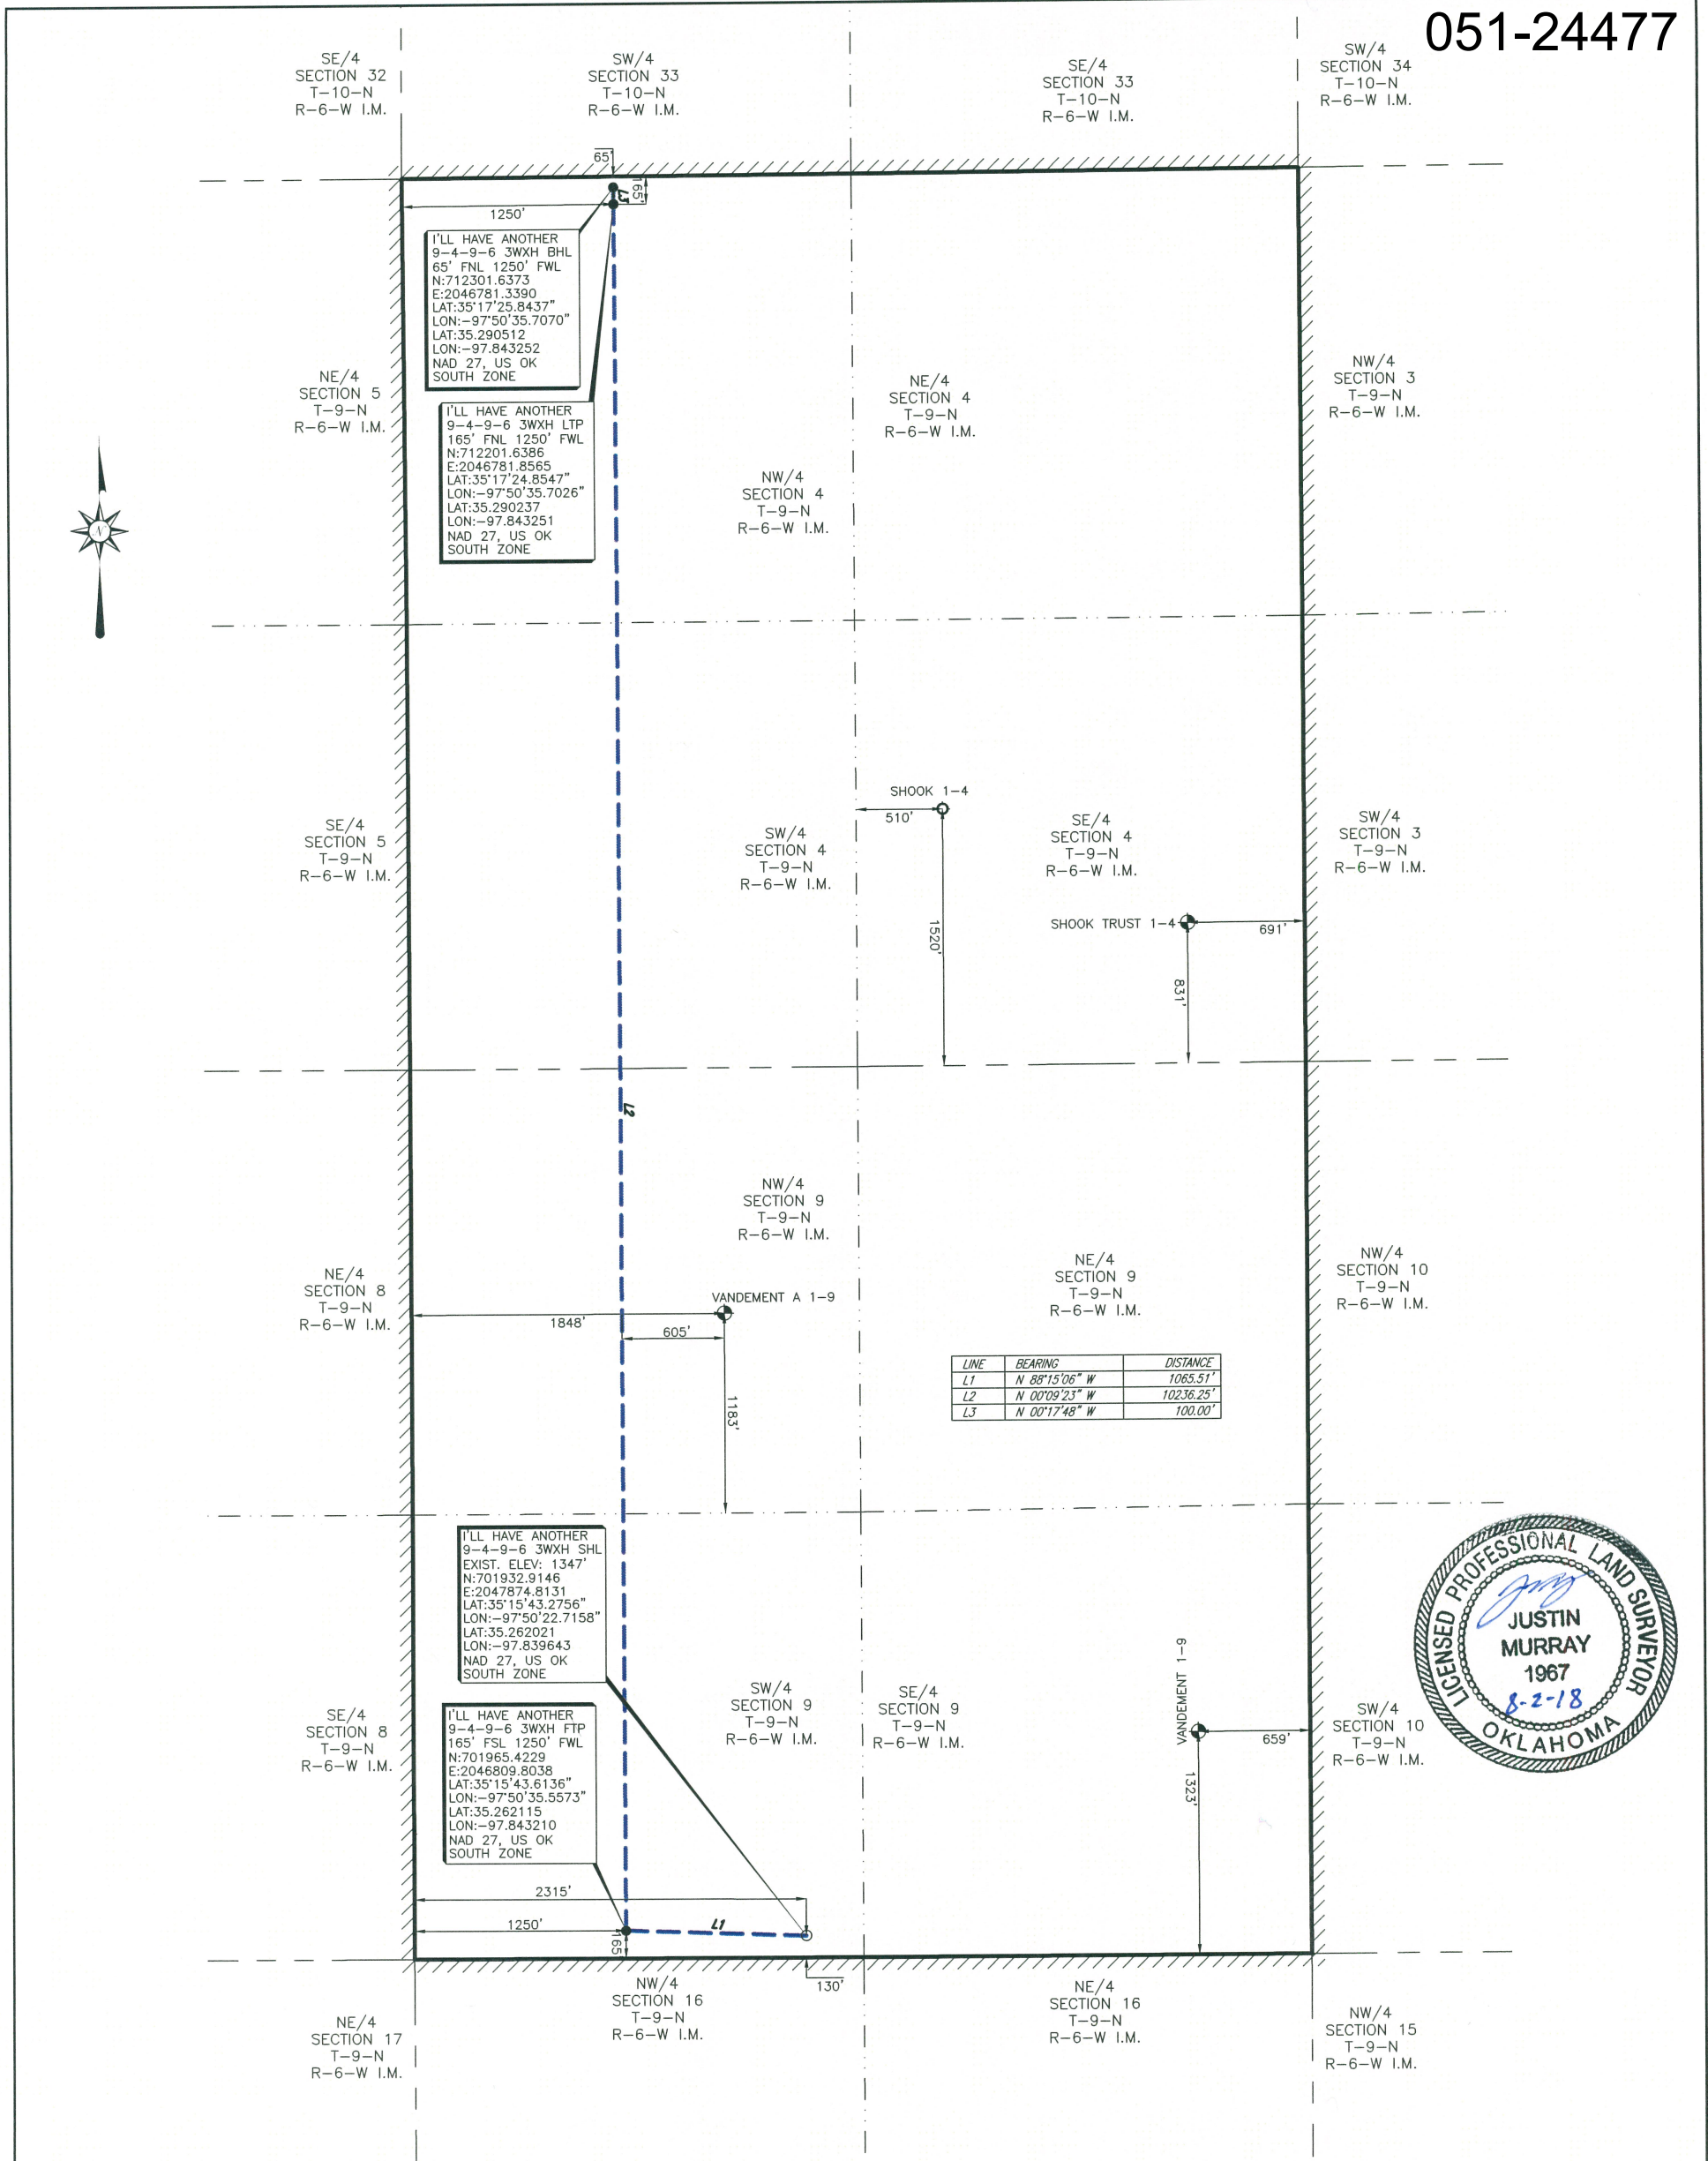 051-24477
SE/4
SECTION 32
T-10-N
R-6-W I.M.
SW/4
SECTION 33
T-10-N
R-6-W I.M.
SE/4
SECTION 33
T-10-N
R-6-W I.M.
SW/4
SECTION 34
T-10-N
R-6-W I.M.
65'
165'
L3
1250'
I'LL HAVE ANOTHER
9-4-9-6 3WXH BHL
65' FNL 1250' FWL
N:712301.6373
E:2046781.3390
LAT:35°17'25.8437"
LON:-97°50'35.7070"
LAT:35.290512
LON:-97.843252
NAD 27, US OK
SOUTH ZONE
I'LL HAVE ANOTHER
9-4-9-6 3WXH LTP
165' FNL 1250' FWL
N:712201.6386
E:2046781.8565
LAT:35°17'24.8547"
LON:-97°50'35.7026"
LAT:35.290237
LON:-97.843251
NAD 27, US OK
SOUTH ZONE
NE/4
SECTION 5
T-9-N
R-6-W I.M.
NW/4
SECTION 4
T-9-N
R-6-W I.M.
NE/4
SECTION 4
T-9-N
R-6-W I.M.
NW/4
SECTION 3
T-9-N
R-6-W I.M.
N
SE/4
SECTION 5
T-9-N
R-6-W I.M.
SW/4
SECTION 4
T-9-N
R-6-W I.M.
SHOOK 1-4
510'
1520'
SE/4
SECTION 4
T-9-N
R-6-W I.M.
SHOOK TRUST 1-4
691'
831'
SW/4
SECTION 3
T-9-N
R-6-W I.M.
L2
NW/4
SECTION 9
T-9-N
R-6-W I.M.
NE/4
SECTION 8
T-9-N
R-6-W I.M.
VANDEMENT A 1-9
1848'
605'
1183'
NE/4
SECTION 9
T-9-N
R-6-W I.M.
NW/4
SECTION 10
T-9-N
R-6-W I.M.
LINE BEARING DISTANCE
L1 N 88°15'06" W 1065.51'
L2 N 00°09'23" W 10236.25'
L3 N 00°17'48" W 100.00'
I'LL HAVE ANOTHER
9-4-9-6 3WXH SHL
EXIST. ELEV: 1347'
N:701932.9146
E:2047874.8131
LAT:35°15'43.2756"
LON:-97°50'22.7158"
LAT:35.262021
LON:-97.839643
NAD 27, US OK
SOUTH ZONE
I'LL HAVE ANOTHER
9-4-9-6 3WXH FTP
165' FSL 1250' FWL
N:701965.4229
E:2046809.8038
LAT:35°15'43.6136"
LON:-97°50'35.5573"
LAT:35.262115
LON:-97.843210
NAD 27, US OK
SOUTH ZONE
SE/4
SECTION 8
T-9-N
R-6-W I.M.
SW/4
SECTION 9
T-9-N
R-6-W I.M.
SE/4
SECTION 9
T-9-N
R-6-W I.M.
VANDEMENT 1-9
659'
1323'
SW/4
SECTION 10
T-9-N
R-6-W I.M.
LICENSED PROFESSIONAL LAND SURVEYOR
JUSTIN
MURRAY
1967
8-2-18
OKLAHOMA
2315'
1250'
L1
165'
130'
NE/4
SECTION 17
T-9-N
R-6-W I.M.
NW/4
SECTION 16
T-9-N
R-6-W I.M.
NE/4
SECTION 16
T-9-N
R-6-W I.M.
NW/4
SECTION 15
T-9-N
R-6-W I.M.